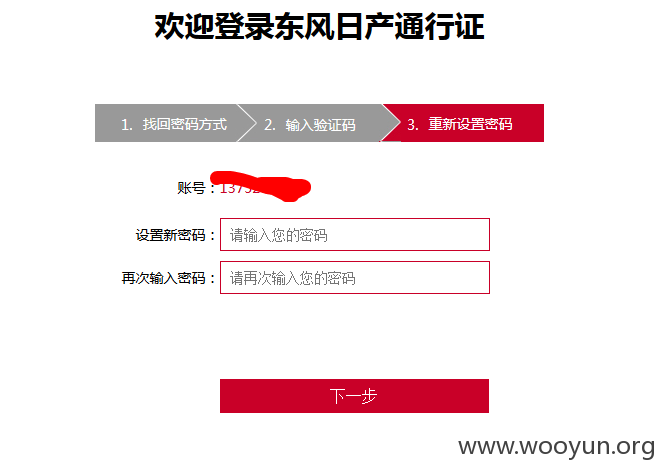 欢迎登录东风日产通行证
1. 找回密码方式 2. 输入验证码 3. 重新设置密码
账号：
设置新密码： 请输入您的密码
再次输入密码： 请再次输入您的密码
下一步
www.wooyun.org